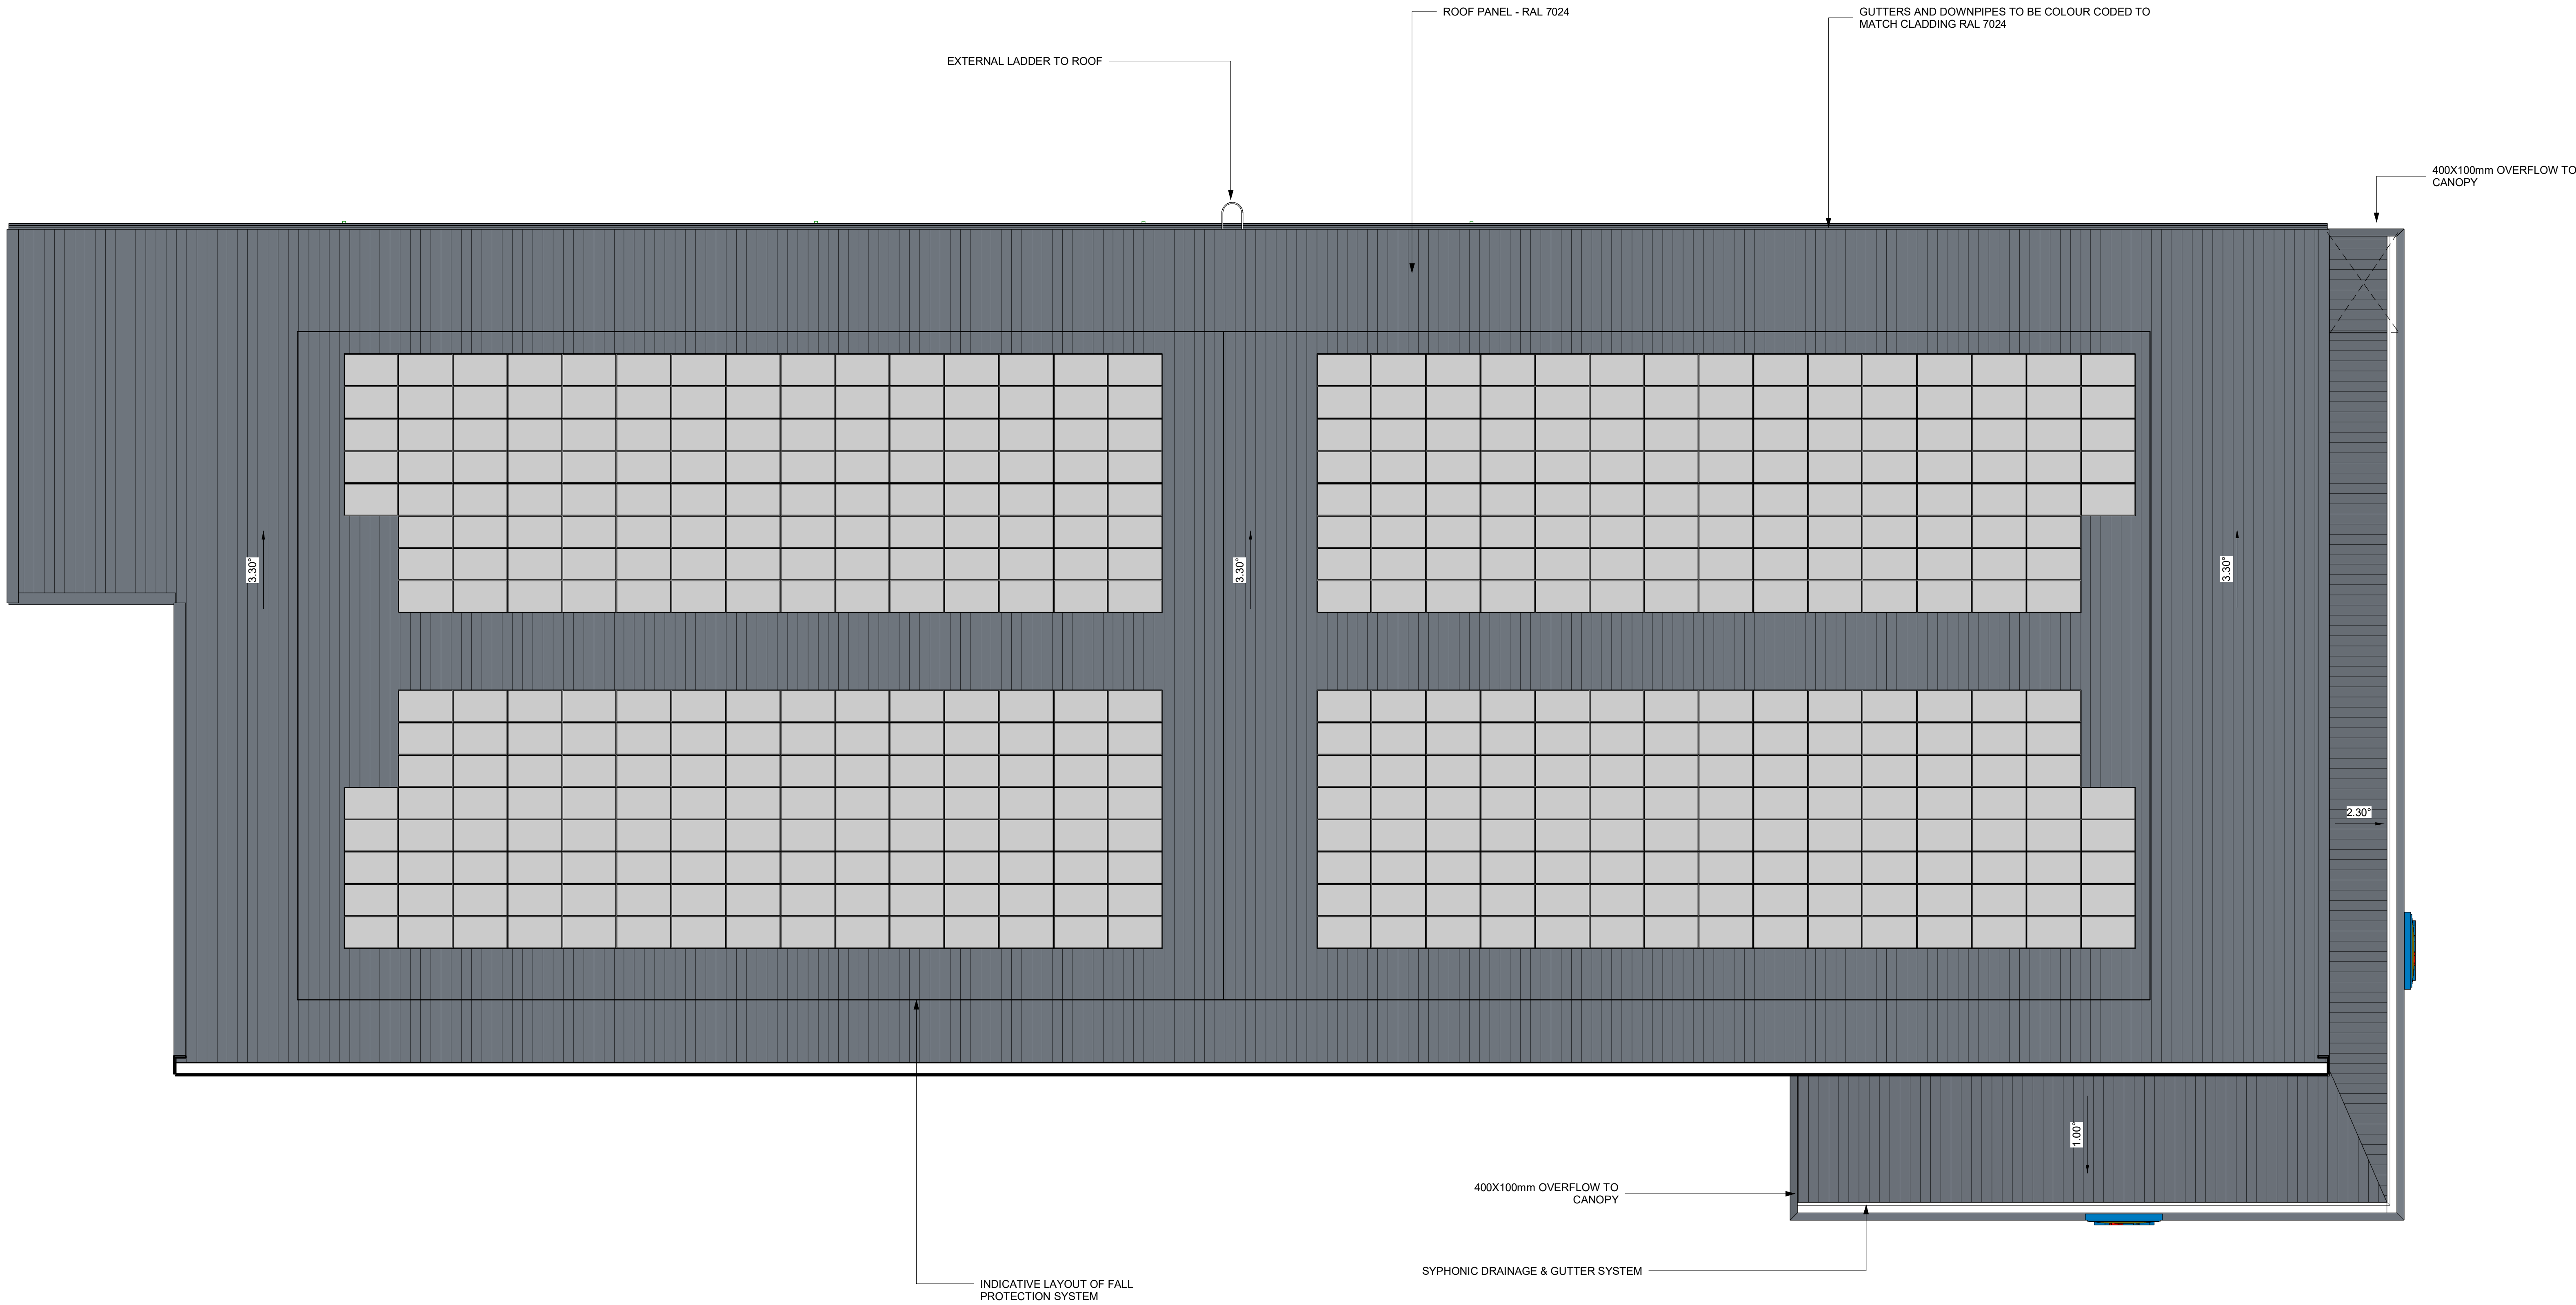 ROOF PANEL - RAL 7024
GUTTERS AND DOWNPIPES TO BE COLOUR CODED TO
MATCH CLADDING RAL 7024
EXTERNAL LADDER TO ROOF
400X100mm OVERFLOW TO
CANOPY
3.30°
3.30°
3.30°
2.30°
1.00°
400X100mm OVERFLOW TO
CANOPY
SYPHONIC DRAINAGE & GUTTER SYSTEM
INDICATIVE LAYOUT OF FALL
PROTECTION SYSTEM